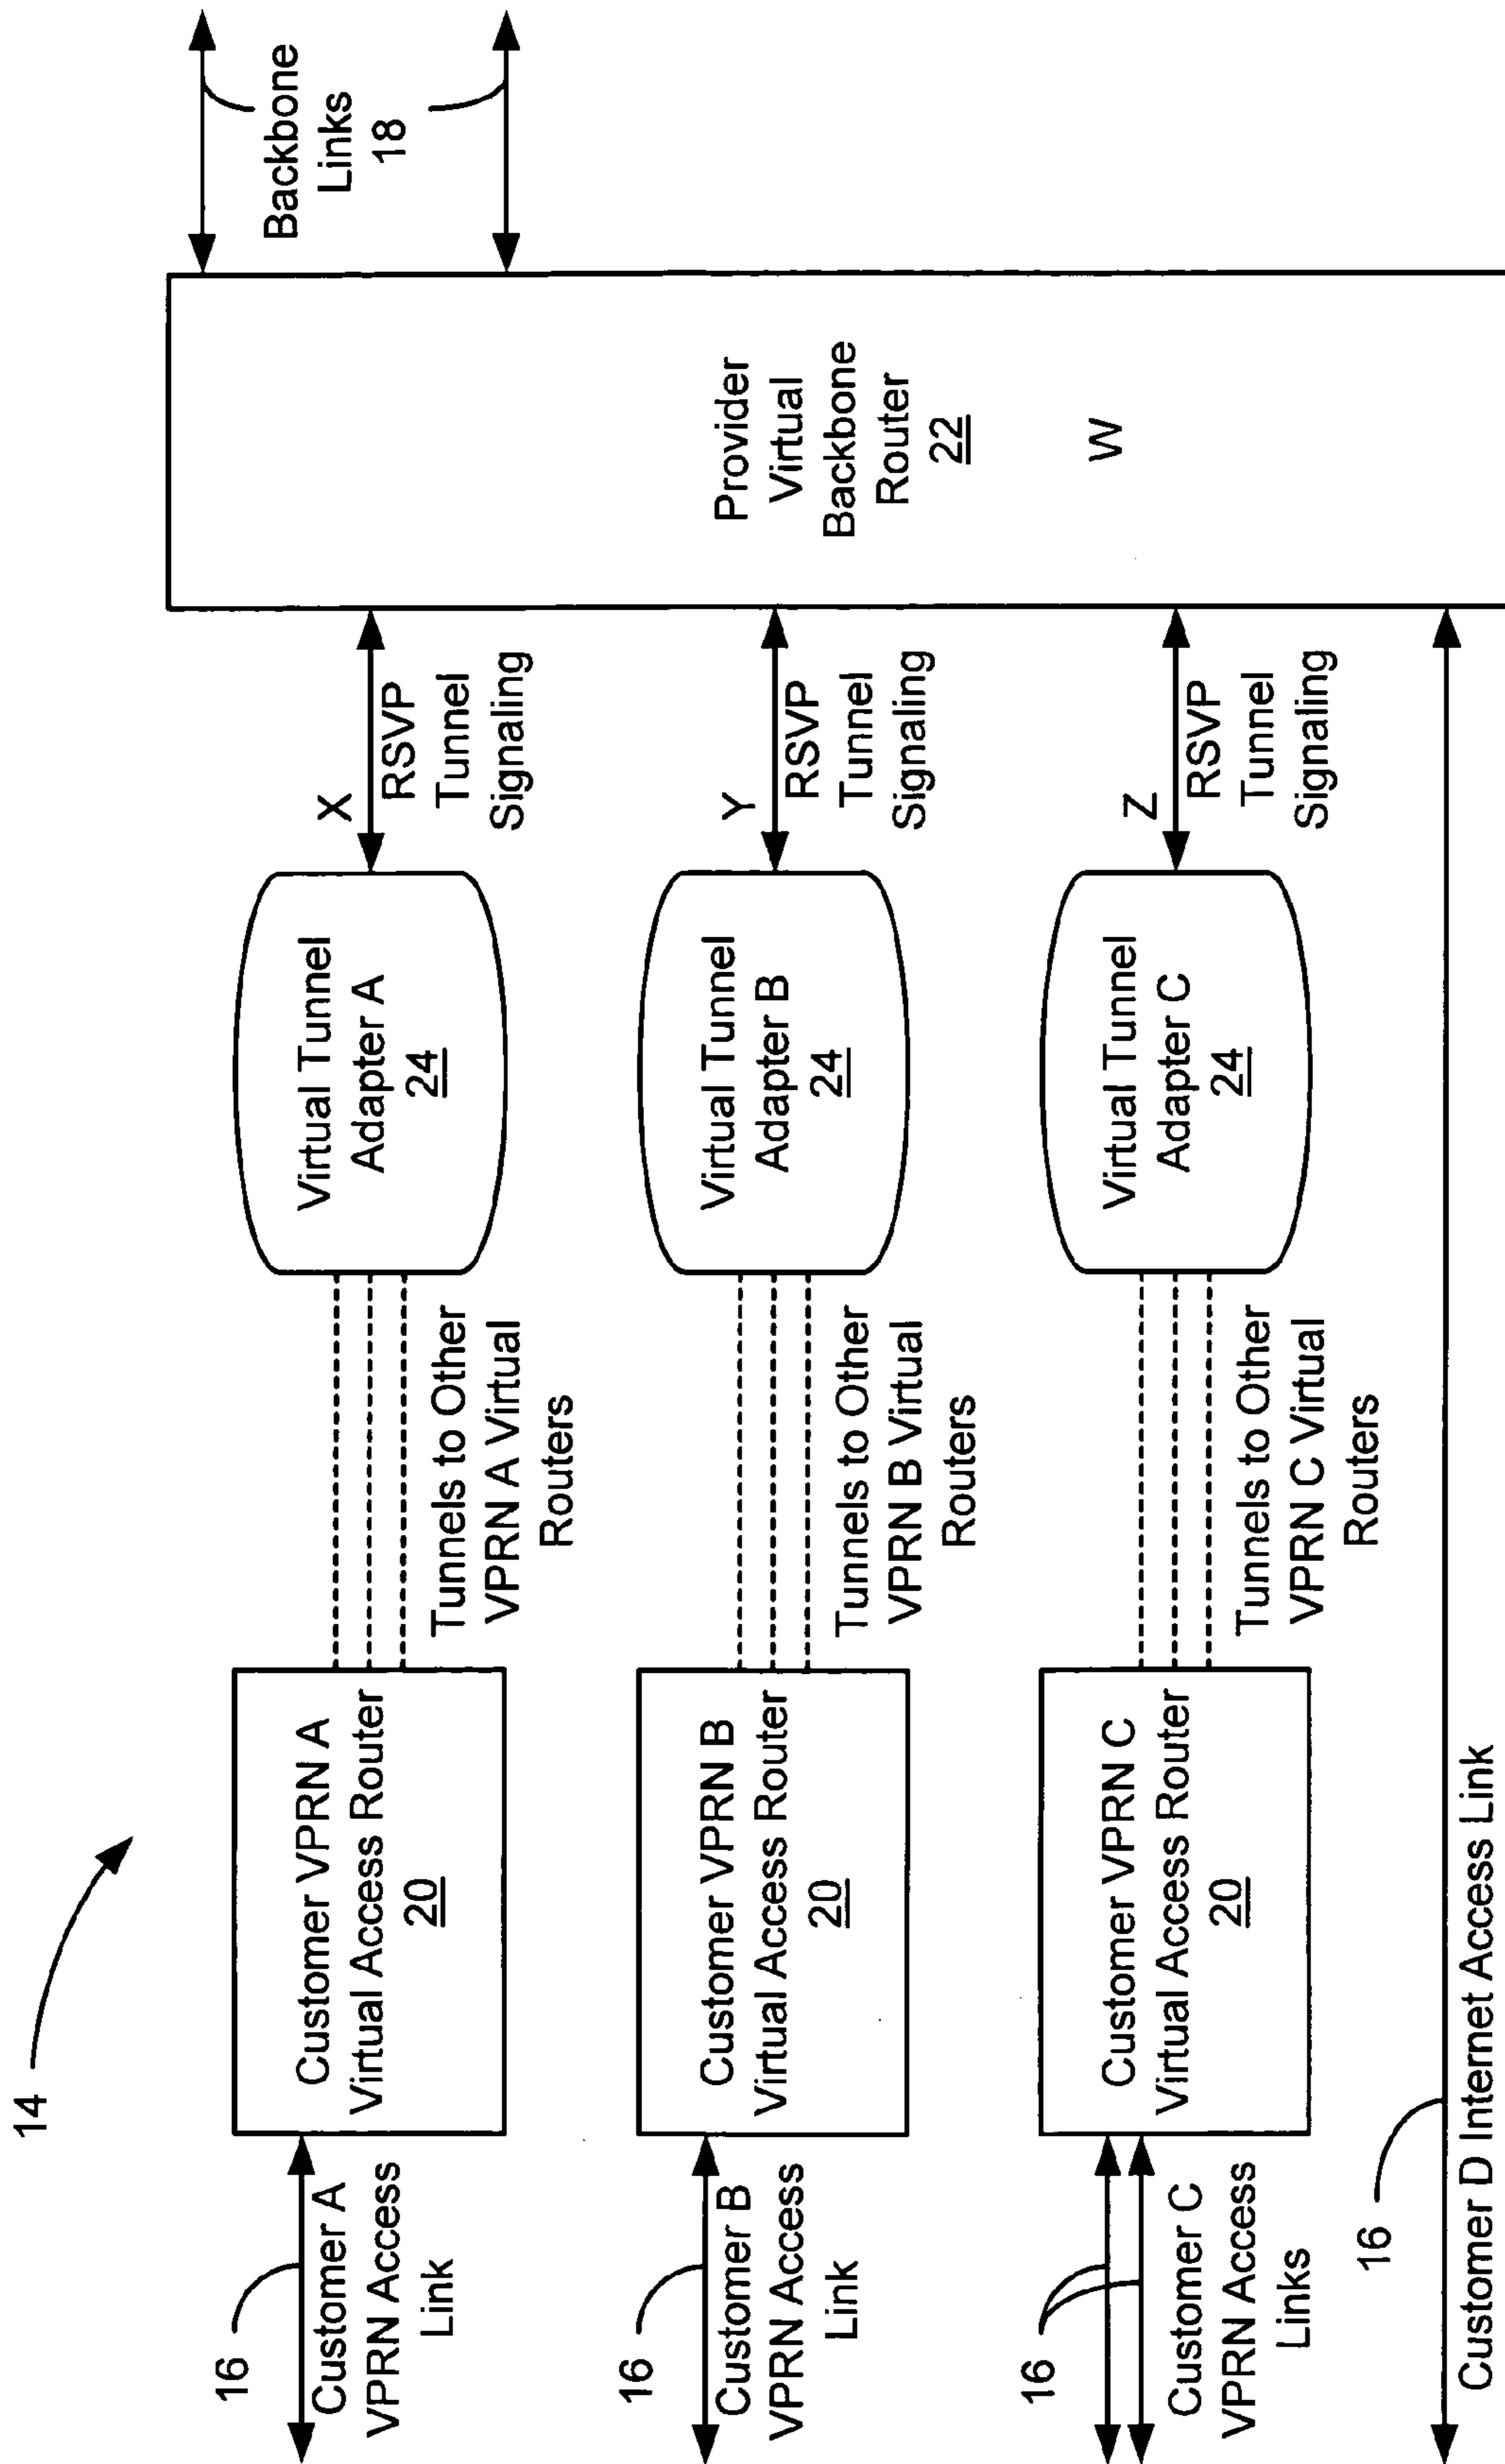 14
16
Customer A
VPRN Access
Link
Customer VPRN A
Virtual Access Router
20
Tunnels to Other
VPRN A Virtual
Routers
Virtual Tunnel
Adapter A
24
X
RSVP
Tunnel
Signaling
16
Customer B
VPRN Access
Link
Customer VPRN B
Virtual Access Router
20
Tunnels to Other
VPRN B Virtual
Routers
Virtual Tunnel
Adapter B
24
Y
RSVP
Tunnel
Signaling
16
Customer C
VPRN Access
Links
Customer VPRN C
Virtual Access Router
20
Tunnels to Other
VPRN C Virtual
Routers
Virtual Tunnel
Adapter C
24
Z
RSVP
Tunnel
Signaling
16
Customer D Internet Access Link
Provider
Virtual
Backbone
Router
22
W
Backbone
Links
18